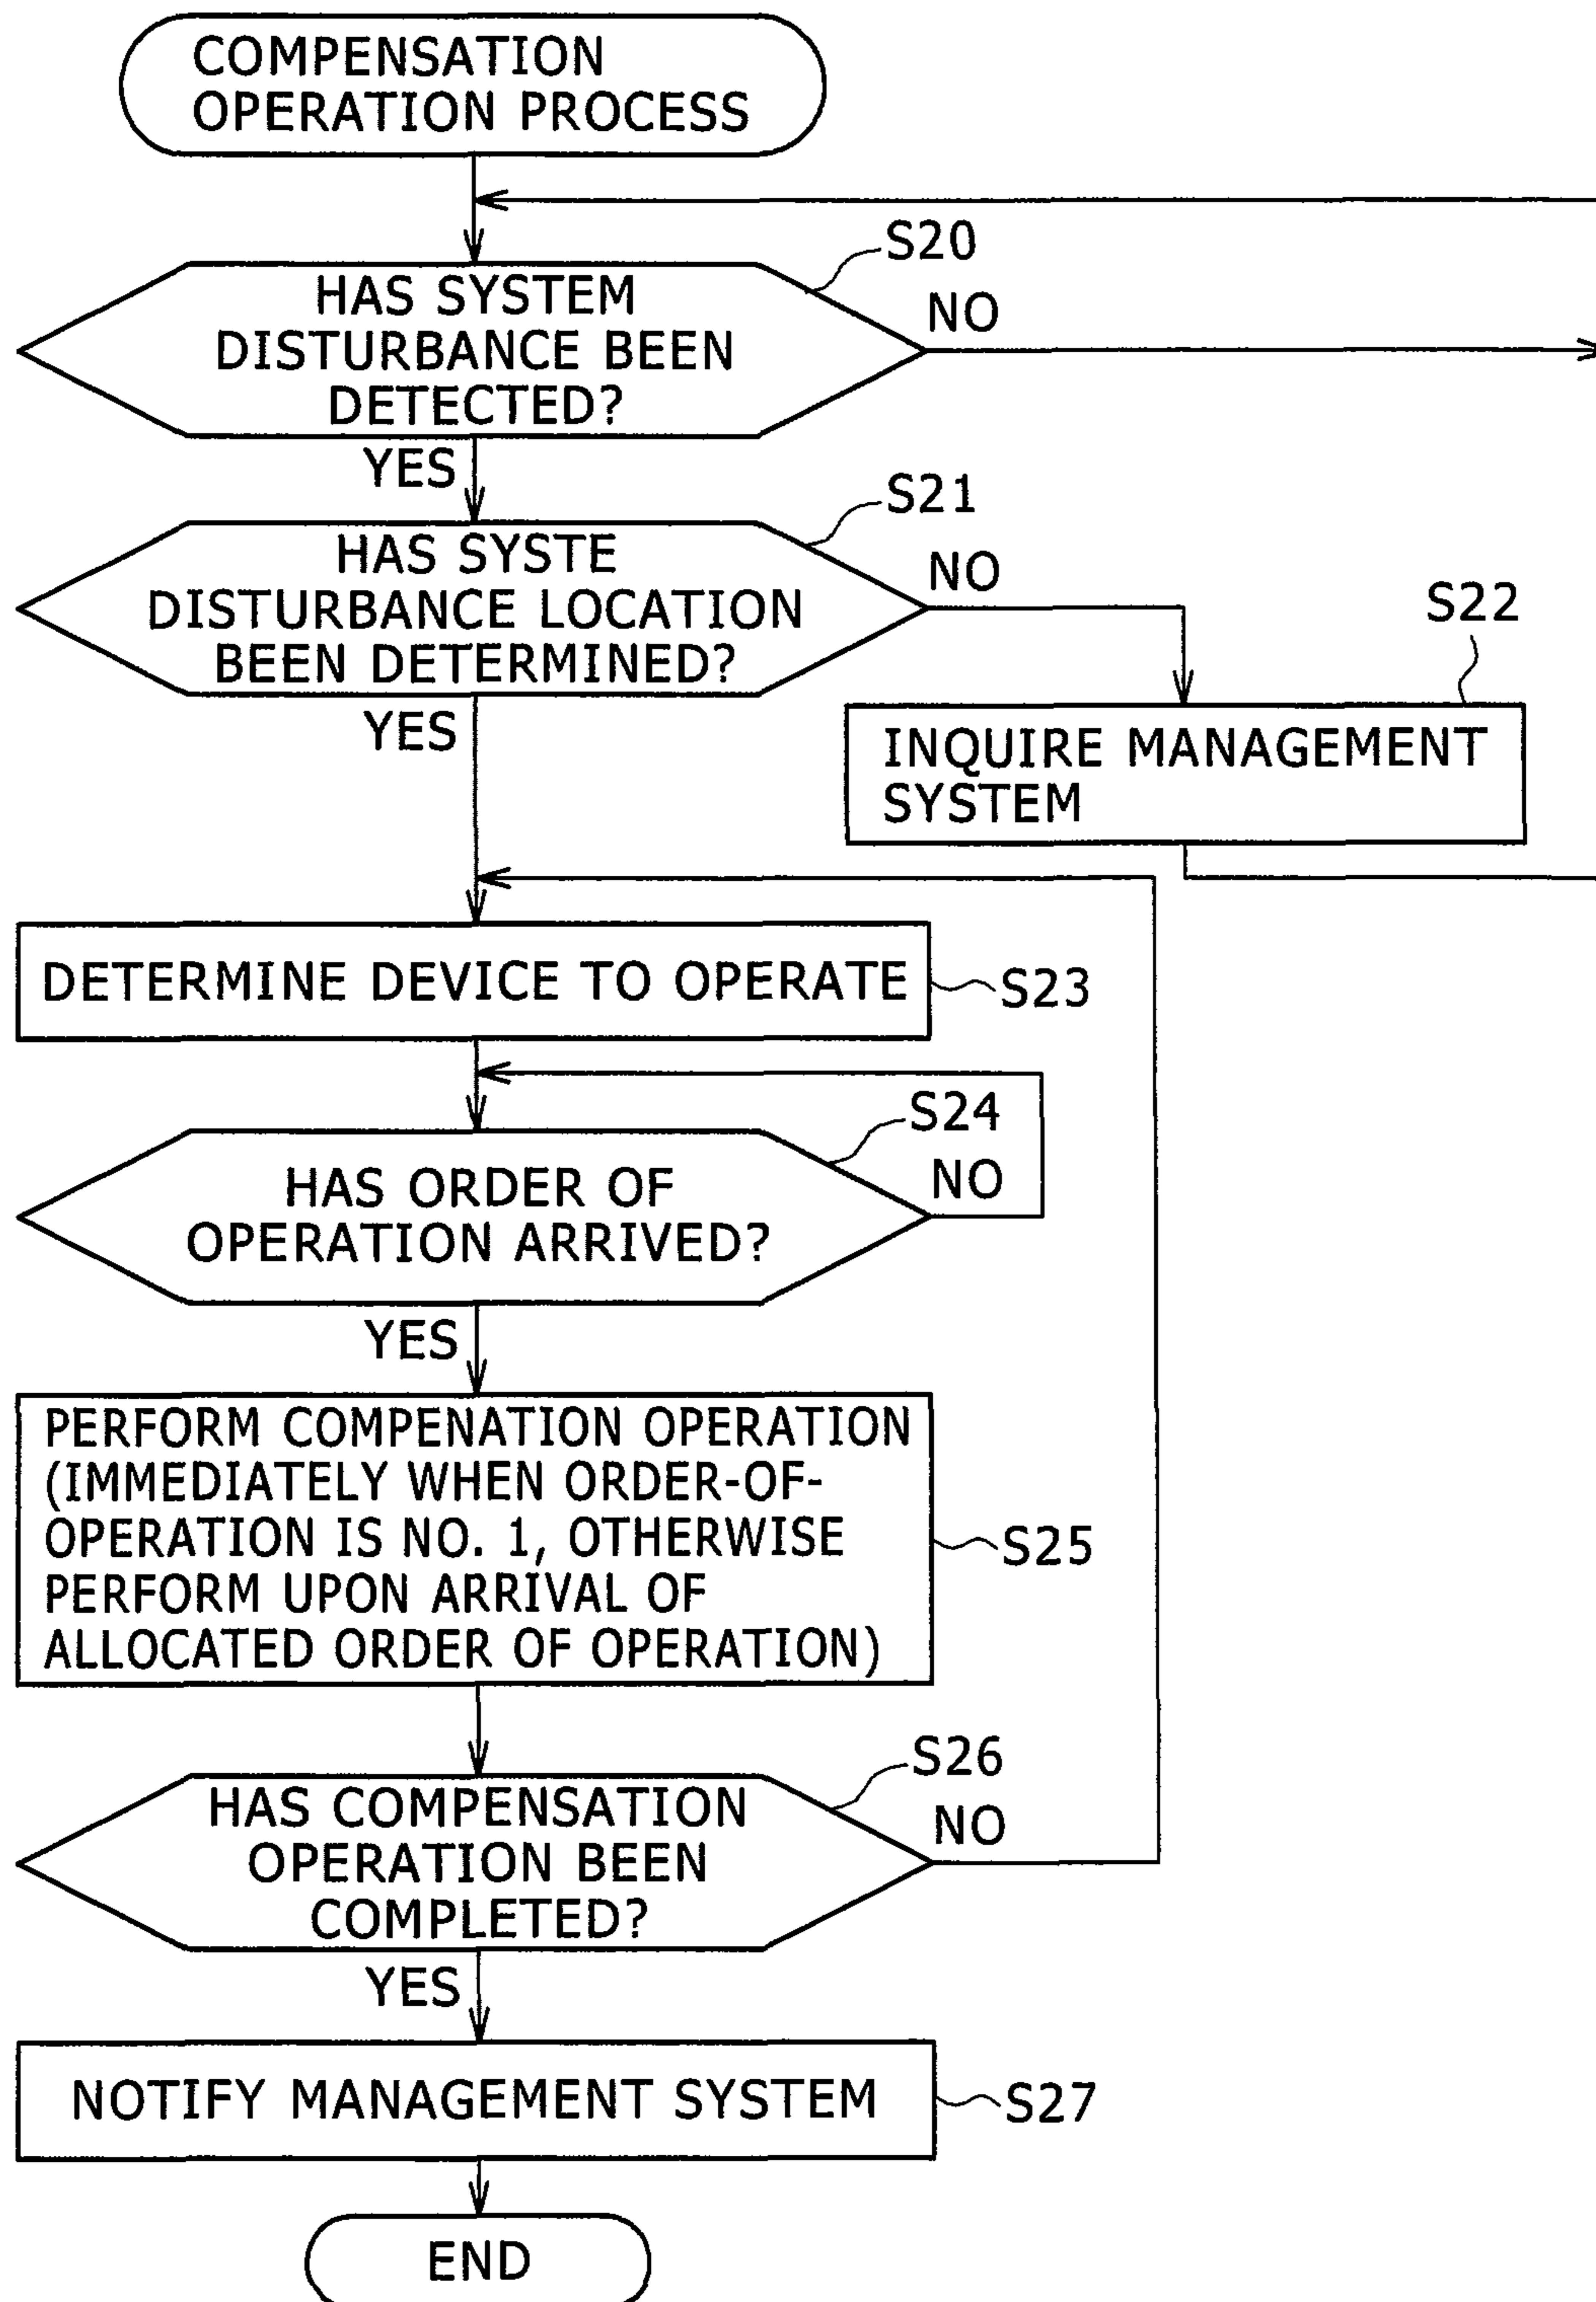 COMPENSATION
OPERATION PROCESS
S20
HAS SYSTEM
DISTURBANCE BEEN
DETECTED?
NO
YES
S21
HAS SYSTE
DISTURBANCE LOCATION
BEEN DETERMINED?
NO
YES
S22
INQUIRE MANAGEMENT
SYSTEM
DETERMINE DEVICE TO OPERATE
S23
S24
HAS ORDER OF
OPERATION ARRIVED?
NO
YES
PERFORM COMPENATION OPERATION
(IMMEDIATELY WHEN ORDER-OF-
OPERATION IS NO. 1, OTHERWISE
PERFORM UPON ARRIVAL OF
ALLOCATED ORDER OF OPERATION)
S25
S26
HAS COMPENSATION
OPERATION BEEN
COMPLETED?
NO
YES
NOTIFY MANAGEMENT SYSTEM
S27
END